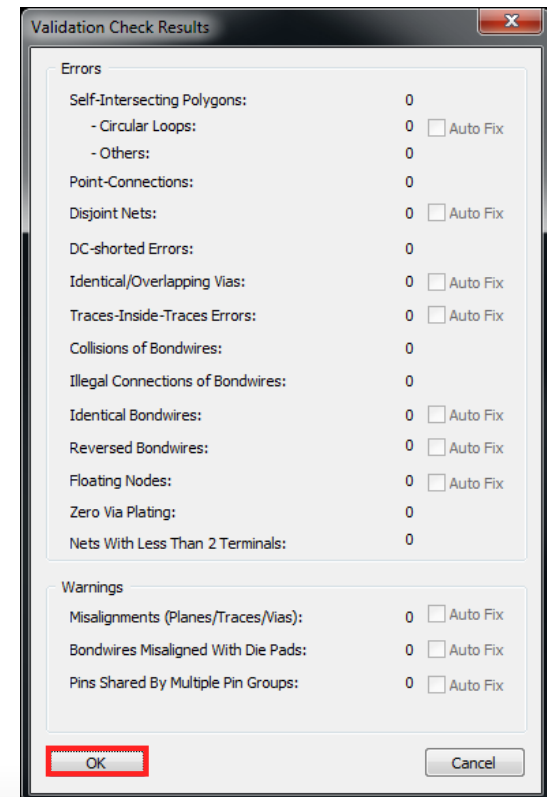 Validation Check Results
Errors
Self-Intersecting Polygons: 0
- Circular Loops: 0 Auto Fix
- Others: 0
Point-Connections: 0
Disjoint Nets: 0 Auto Fix
DC-shorted Errors: 0
Identical/Overlapping Vias: 0 Auto Fix
Traces-Inside-Traces Errors: 0 Auto Fix
Collisions of Bondwires: 0
Illegal Connections of Bondwires: 0
Identical Bondwires: 0 Auto Fix
Reversed Bondwires: 0 Auto Fix
Floating Nodes: 0 Auto Fix
Zero Via Plating: 0
Nets With Less Than 2 Terminals: 0
Warnings
Misalignments (Planes/Traces/Vias): 0 Auto Fix
Bondwires Misaligned With Die Pads: 0 Auto Fix
Pins Shared By Multiple Pin Groups: 0 Auto Fix
OK Cancel